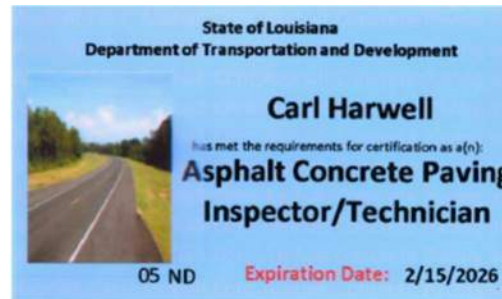 State of Louisiana
Department of Transportation and Development
Carl Harwell
has met the requirements for certification as a(n):
Asphalt Concrete Paving
Inspector/Technician
05 ND Expiration Date: 2/15/2026